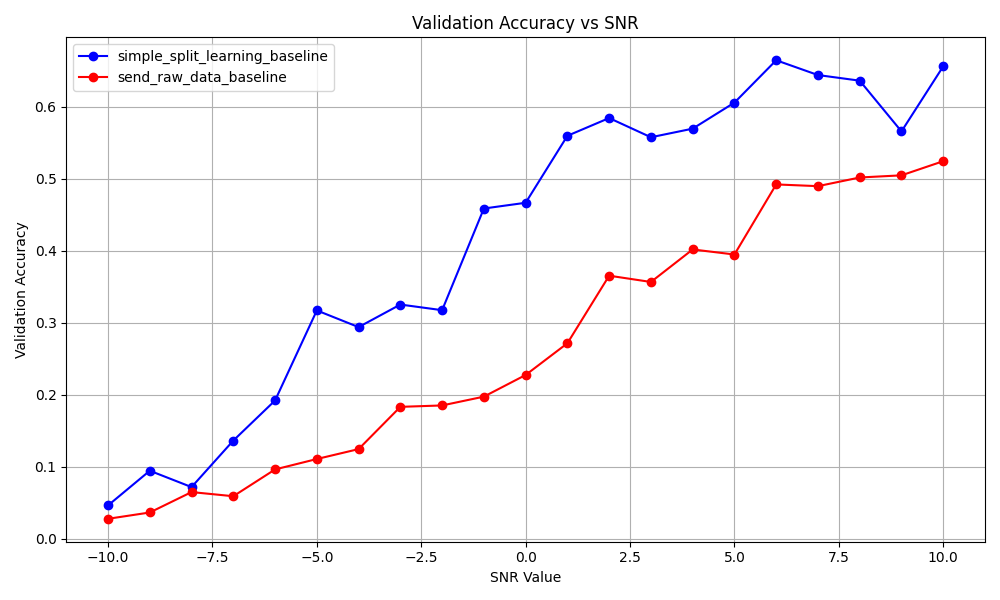 Validation Accuracy vs SNR
simple_split_learning_baseline
send_raw_data_baseline
Validation Accuracy
0.6
0.5
0.4
0.3
0.2
0.1
0.0
−10.0 −7.5 −5.0 −2.5 0.0 2.5 5.0 7.5 10.0
SNR Value